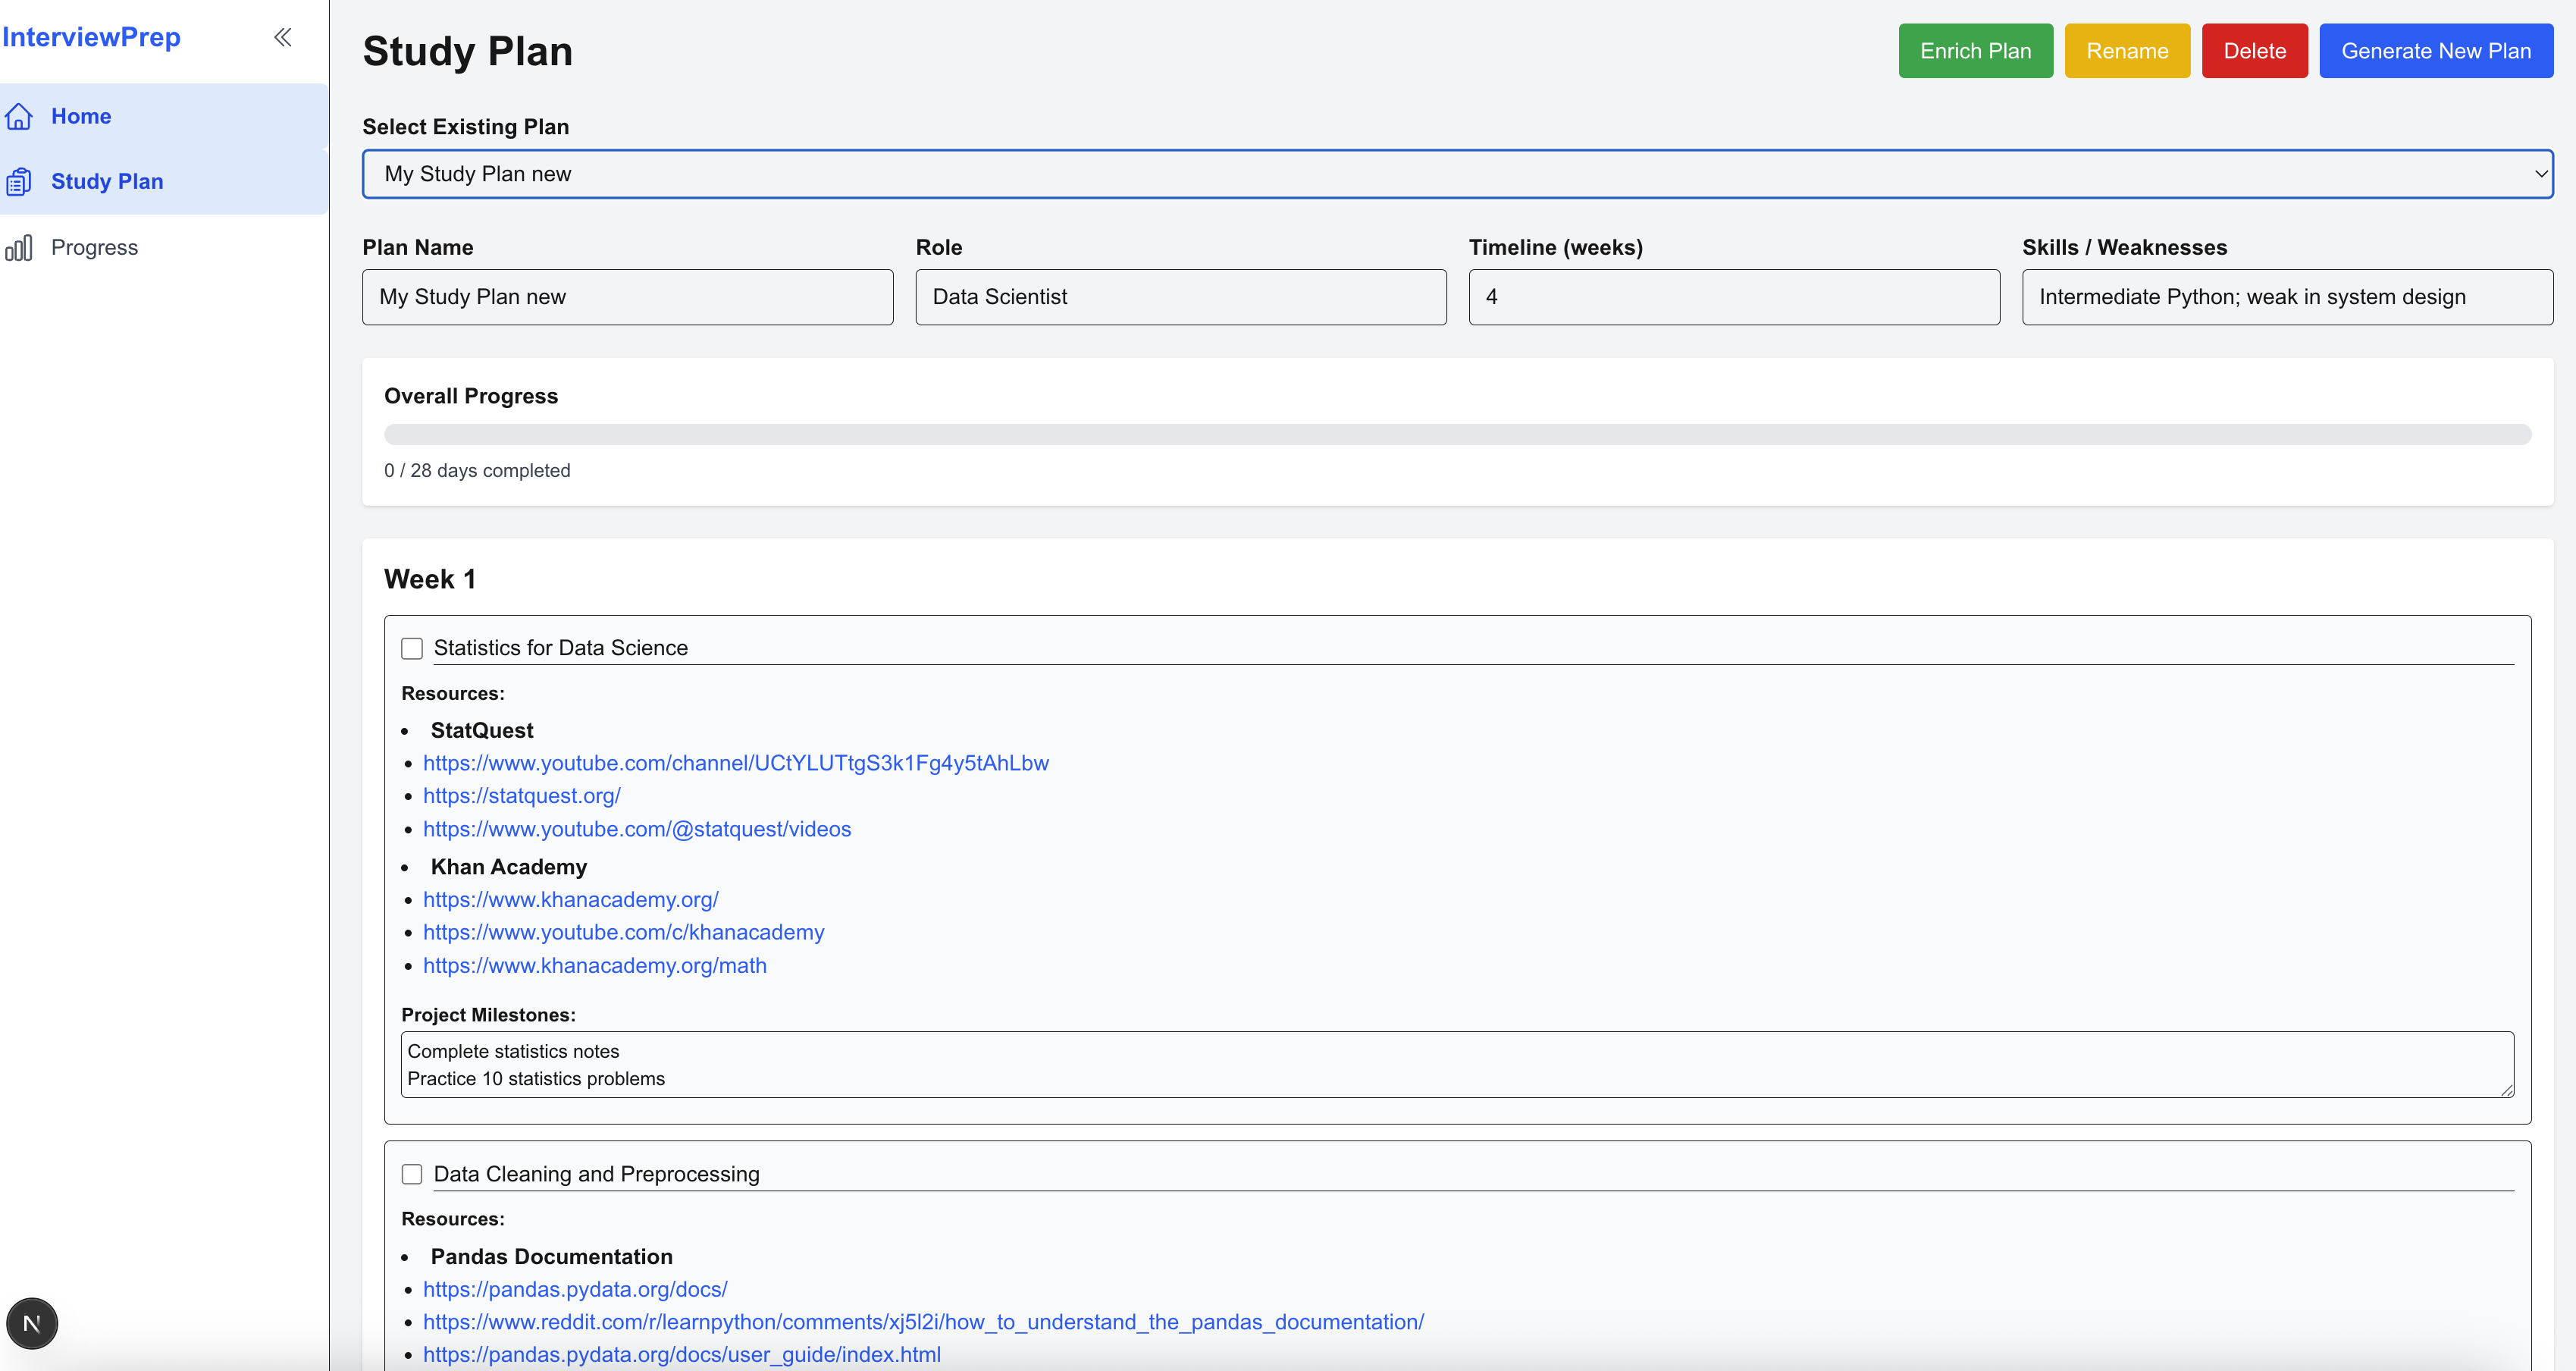 InterviewPrep
Home
Study Plan
Progress
Study Plan
Enrich Plan
Rename
Delete
Generate New Plan
Select Existing Plan
My Study Plan new
Plan Name
Role
Timeline (weeks)
Skills / Weaknesses
My Study Plan new
Data Scientist
4
Intermediate Python; weak in system design
Overall Progress
0 / 28 days completed
Week 1
Statistics for Data Science
Resources:
StatQuest
https://www.youtube.com/channel/UCtYLUTtgS3k1Fg4y5tAhLbw
https://statquest.org/
https://www.youtube.com/@statquest/videos
Khan Academy
https://www.khanacademy.org/
https://www.youtube.com/c/khanacademy
https://www.khanacademy.org/math
Project Milestones:
Complete statistics notes
Practice 10 statistics problems
Data Cleaning and Preprocessing
Resources:
Pandas Documentation
https://pandas.pydata.org/docs/
https://www.reddit.com/r/learnpython/comments/xj5l2i/how_to_understand_the_pandas_documentation/
https://pandas.pydata.org/docs/user_guide/index.html
N